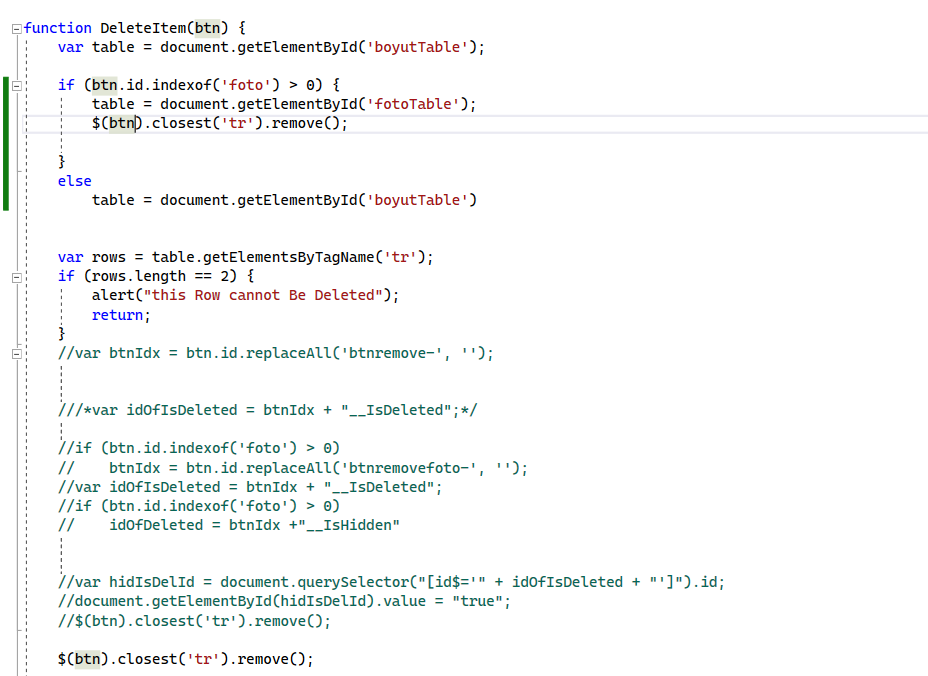 function DeleteItem(btn) {
    var table = document.getElementById('boyutTable');
    if (btn.id.indexof('foto') > 0) {
        table = document.getElementById('fotoTable');
        $(btn).closest('tr').remove();
    }
    else
        table = document.getElementById('boyutTable')
    var rows = table.getElementsByTagName('tr');
    if (rows.length == 2) {
        alert("this Row cannot Be Deleted");
        return;
    }
    //var btnIdx = btn.id.replaceAll('btnremove-', '');
    ///*var idOfIsDeleted = btnIdx + "__IsDeleted";*/
    //if (btn.id.indexof('foto') > 0)
    //    btnIdx = btn.id.replaceAll('btnremovefoto-', '');
    //var idOfIsDeleted = btnIdx + "__IsDeleted";
    //if (btn.id.indexof('foto') > 0)
    //    idOfDeleted = btnIdx +"__IsHidden"
    //var hidIsDelId = document.querySelector("[id$='" + idOfIsDeleted + "']").id;
    //document.getElementById(hidIsDelId).value = "true";
    //$(btn).closest('tr').remove();
    $(btn).closest('tr').remove();